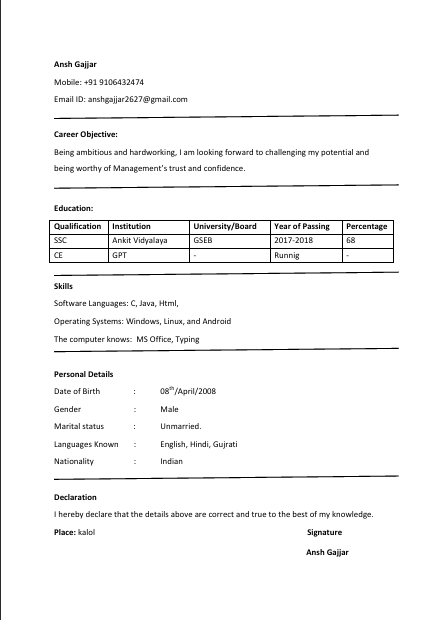 Ansh Gajjar
Mobile: +91 9106432474
Email ID: anshgajjar2627@gmail.com
Career Objective:
Being ambitious and hardworking, I am looking forward to challenging my potential and
being worthy of Management's trust and confidence.
Education:
Qualification Institution University/Board Year of Passing Percentage
SSC Ankit Vidyalaya GSEB 2017-2018 68
CE GPT - Runnig -
Skills
Software Languages: C, Java, Html,
Operating Systems: Windows, Linux, and Android
The computer knows: MS Office, Typing
Personal Details
Date of Birth : 08th/April/2008
Gender : Male
Marital status : Unmarried.
Languages Known : English, Hindi, Gujrati
Nationality : Indian
Declaration
I hereby declare that the details above are correct and true to the best of my knowledge.
Place: kalol Signature
Ansh Gajjar